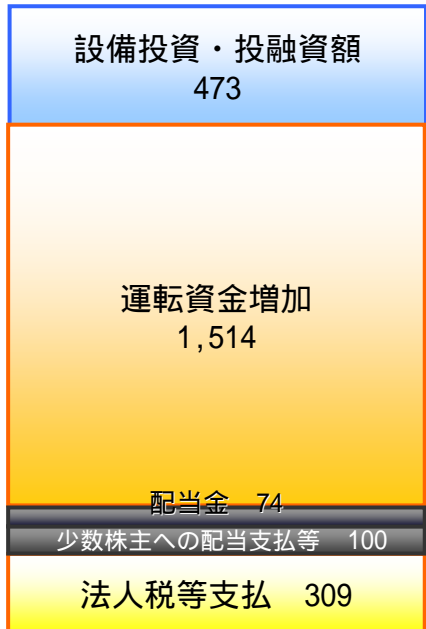 設備投資・投融資額
473
運転資金増加
1,514
配当金　74
少数株主への配当支払等　100
法人税等支払　309